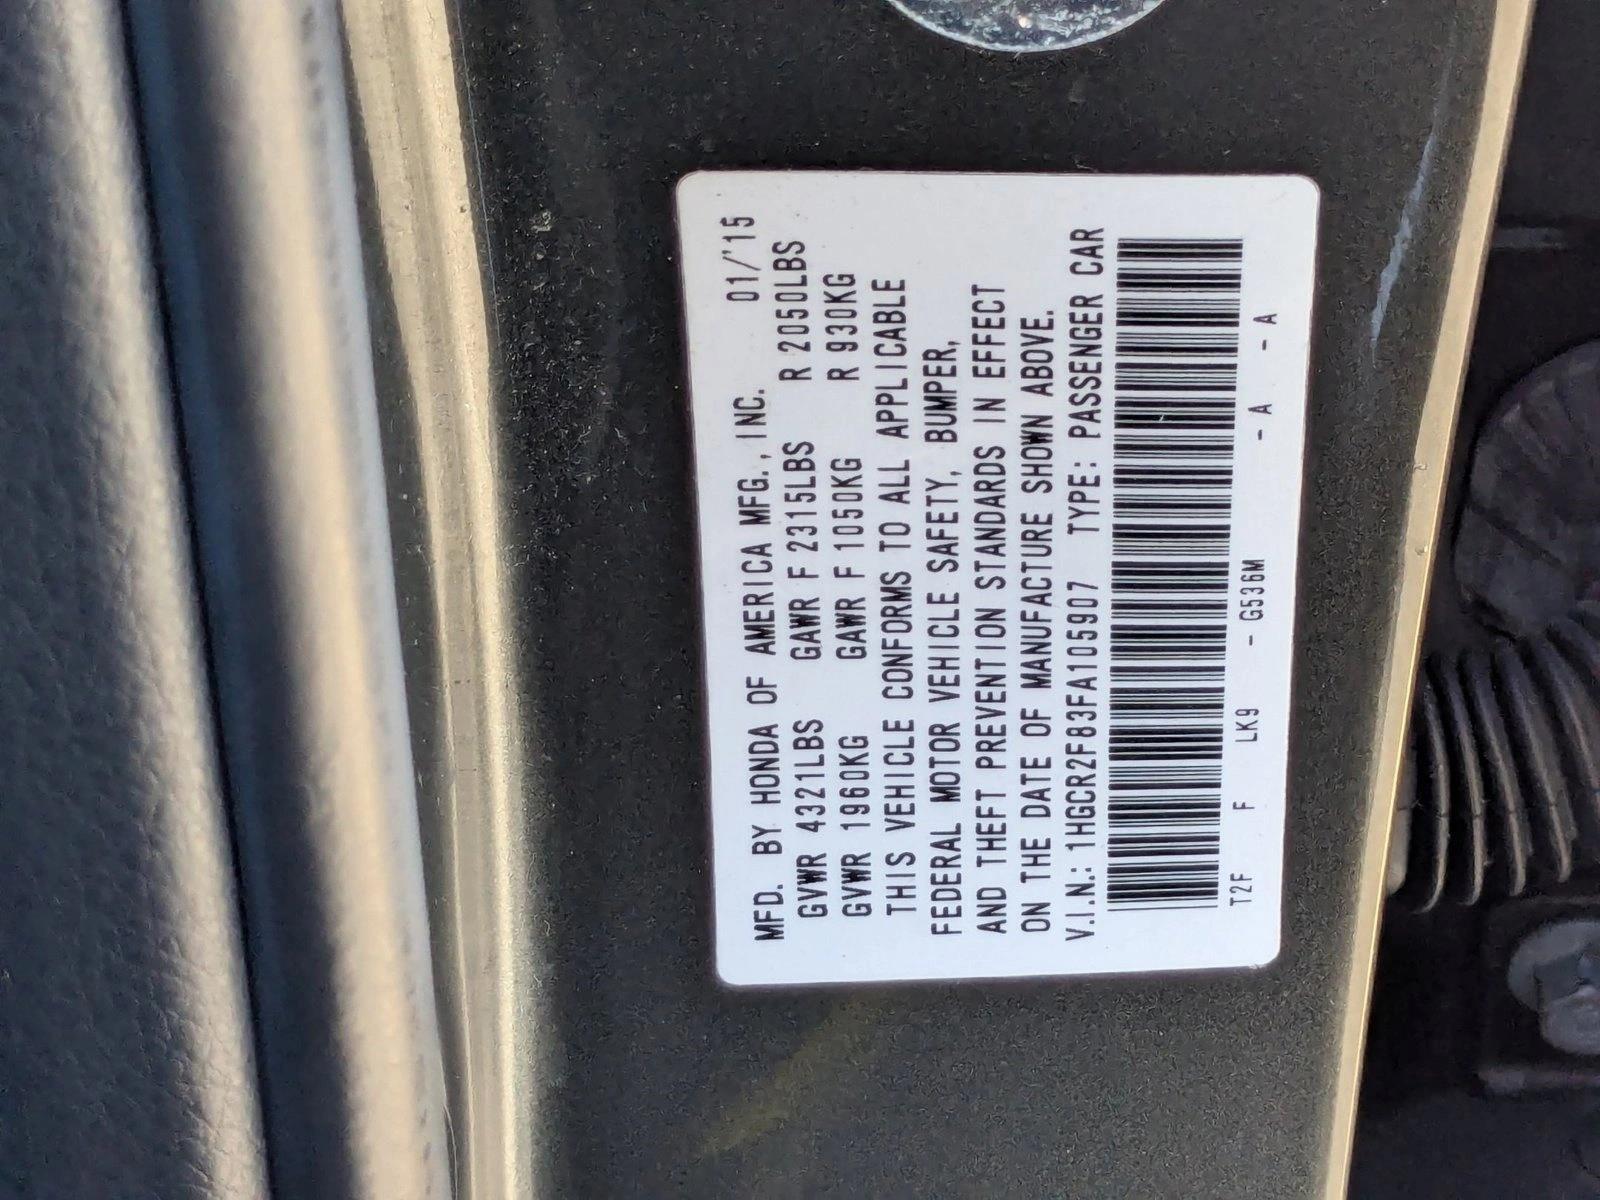 MFD. BY HONDA OF AMERICA MFG., INC. 01/'15
GVWR 4321LBS GAWR F 2315LBS R 2050LBS
GVWR 1960KG GAWR F 1050KG R 930KG
THIS VEHICLE CONFORMS TO ALL APPLICABLE
FEDERAL MOTOR VEHICLE SAFETY, BUMPER,
AND THEFT PREVENTION STANDARDS IN EFFECT
ON THE DATE OF MANUFACTURE SHOWN ABOVE.
V.I.N.: 1HGCR2F83FA105907 TYPE: PASSENGER CAR
T2F F LK9 - G536M - A - A